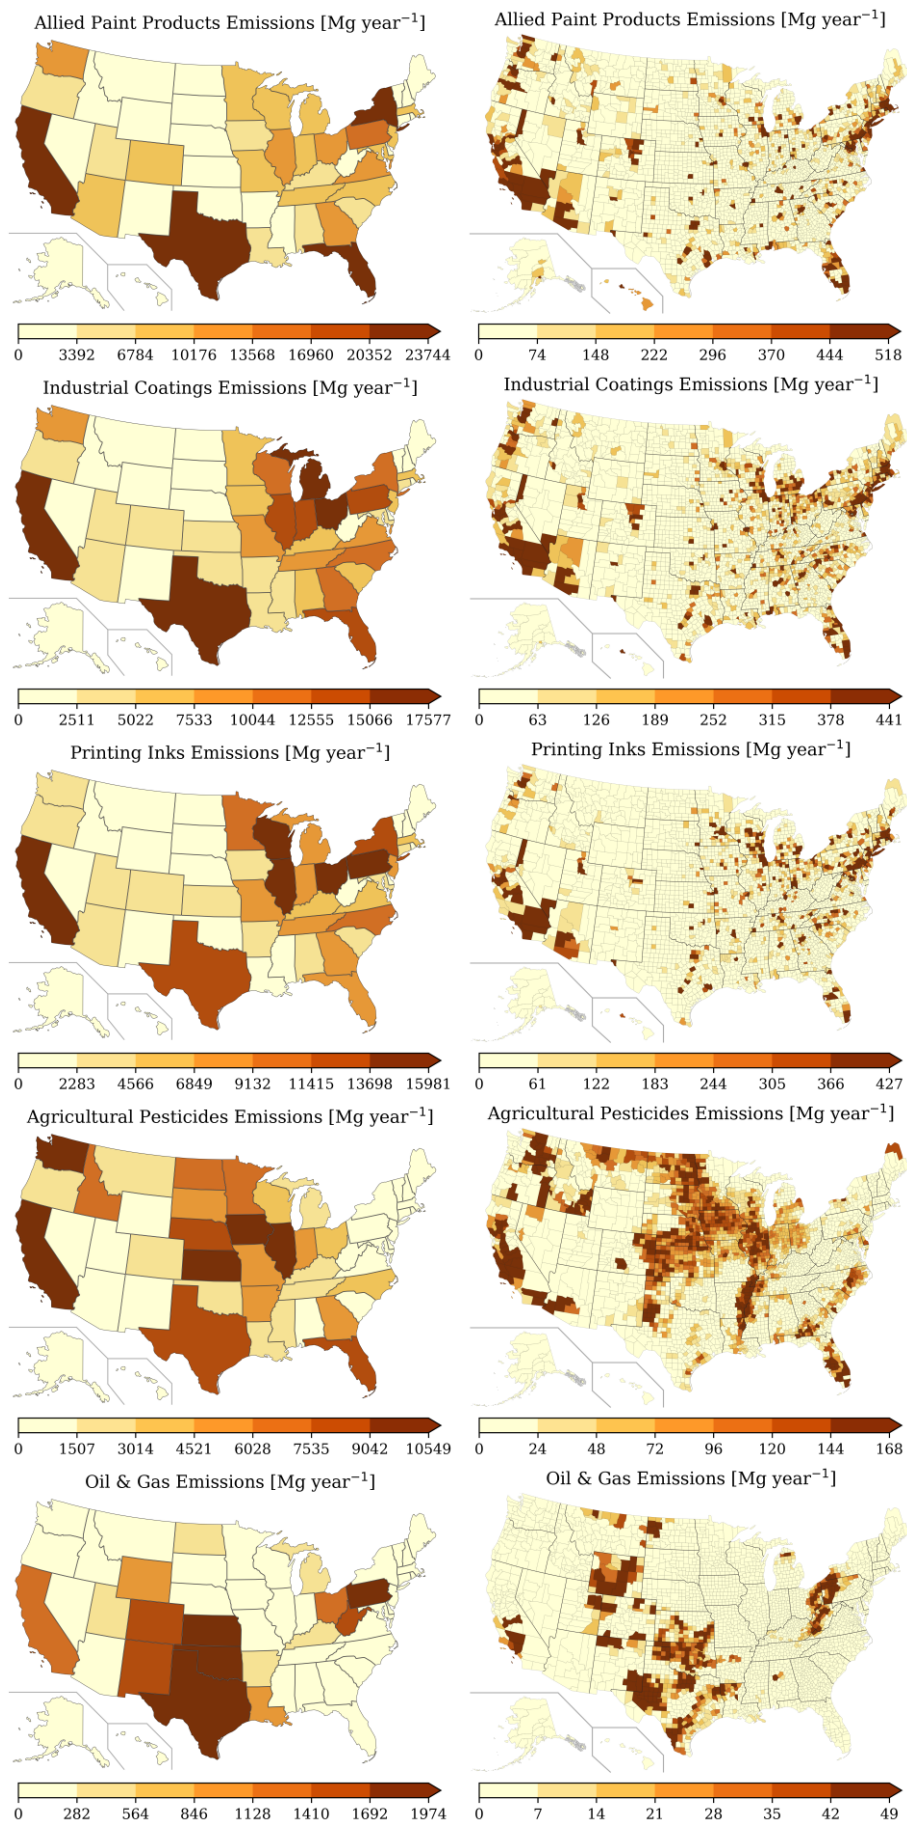 Allied Paint Products Emissions [Mg year⁻¹]
0 3392 6784 10176 13568 16960 20352 23744
Allied Paint Products Emissions [Mg year⁻¹]
0 74 148 222 296 370 444 518
Industrial Coatings Emissions [Mg year⁻¹]
0 2511 5022 7533 10044 12555 15066 17577
Industrial Coatings Emissions [Mg year⁻¹]
0 63 126 189 252 315 378 441
Printing Inks Emissions [Mg year⁻¹]
0 2283 4566 6849 9132 11415 13698 15981
Printing Inks Emissions [Mg year⁻¹]
0 61 122 183 244 305 366 427
Agricultural Pesticides Emissions [Mg year⁻¹]
0 1507 3014 4521 6028 7535 9042 10549
Agricultural Pesticides Emissions [Mg year⁻¹]
0 24 48 72 96 120 144 168
Oil & Gas Emissions [Mg year⁻¹]
0 282 564 846 1128 1410 1692 1974
Oil & Gas Emissions [Mg year⁻¹]
0 7 14 21 28 35 42 49